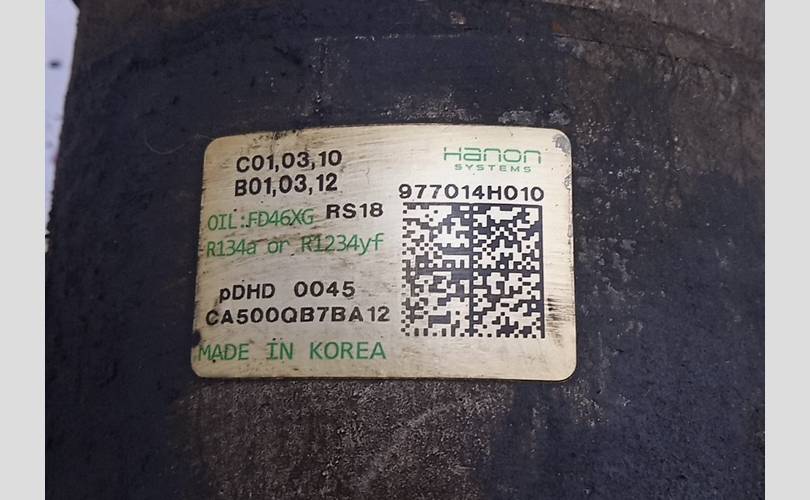 C01,03,10
B01,03,12
Hanon
SYSTEMS
977014H010
OIL:FD46XG RS18
R134a or R1234yf
pDHD 0045
CA500QB7BA12
MADE IN KOREA